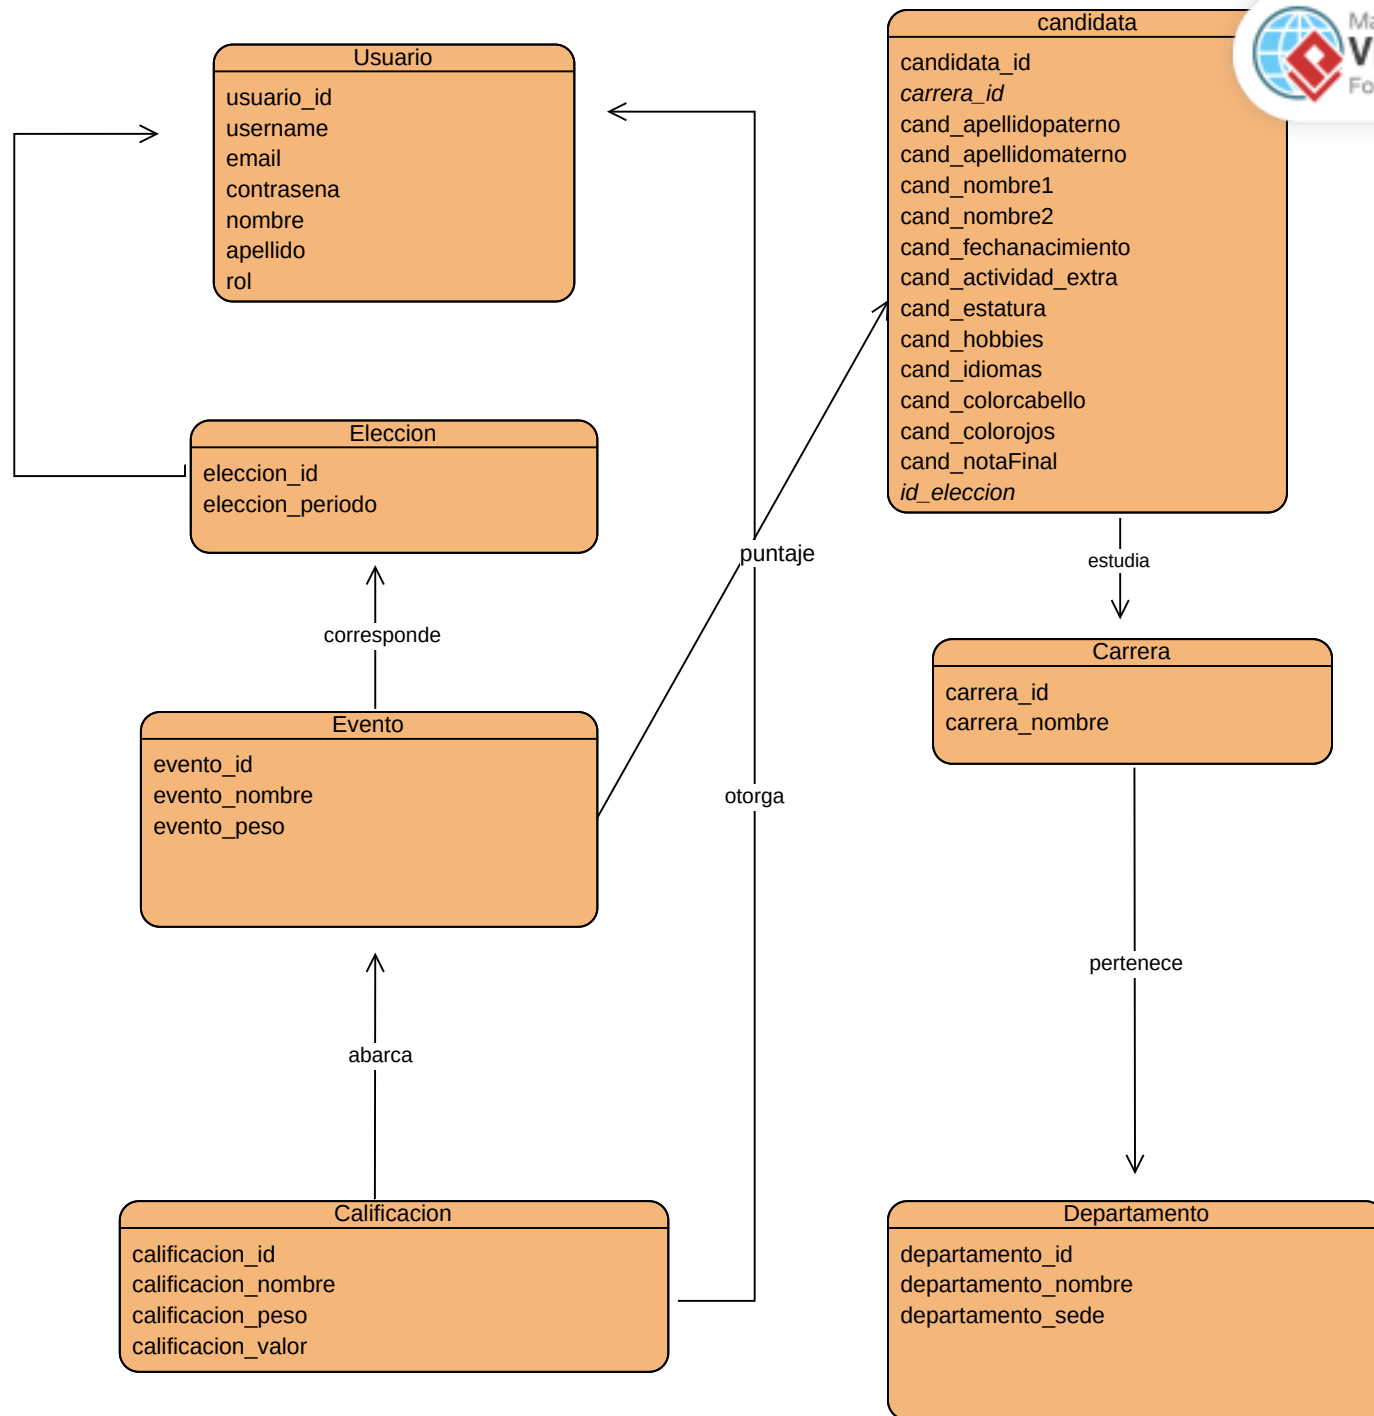 Usuario
usuario_id
username
email
contrasena
nombre
apellido
rol
candidata
candidata_id
carrera_id
cand_apellidopaterno
cand_apellidomaterno
cand_nombre1
cand_nombre2
cand_fechanacimiento
cand_actividad_extra
cand_estatura
cand_hobbies
cand_idiomas
cand_colorcabello
cand_colorojos
cand_notaFinal
id_eleccion
Eleccion
eleccion_id
eleccion_periodo
puntaje
estudia
corresponde
Carrera
carrera_id
carrera_nombre
Evento
evento_id
evento_nombre
evento_peso
otorga
pertenece
abarca
Calificacion
calificacion_id
calificacion_nombre
calificacion_peso
calificacion_valor
Departamento
departamento_id
departamento_nombre
departamento_sede